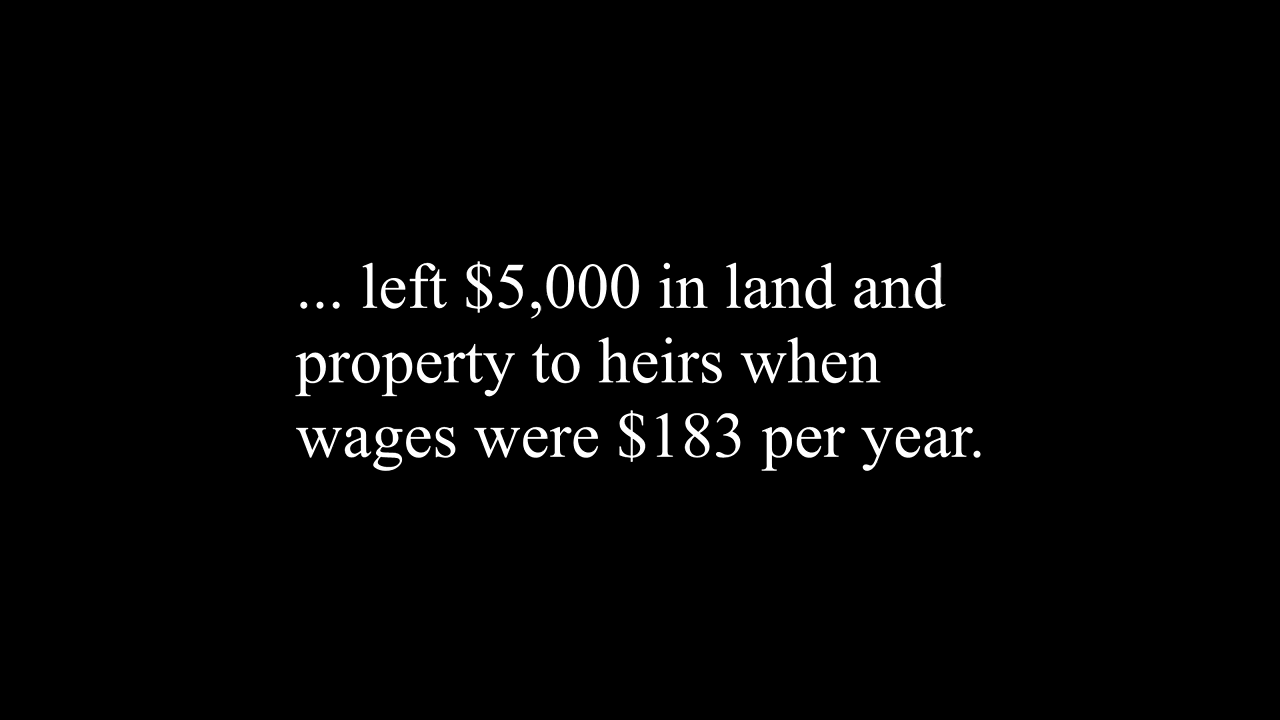 ... left $5,000 in land and
property to heirs when
wages were $183 per year.